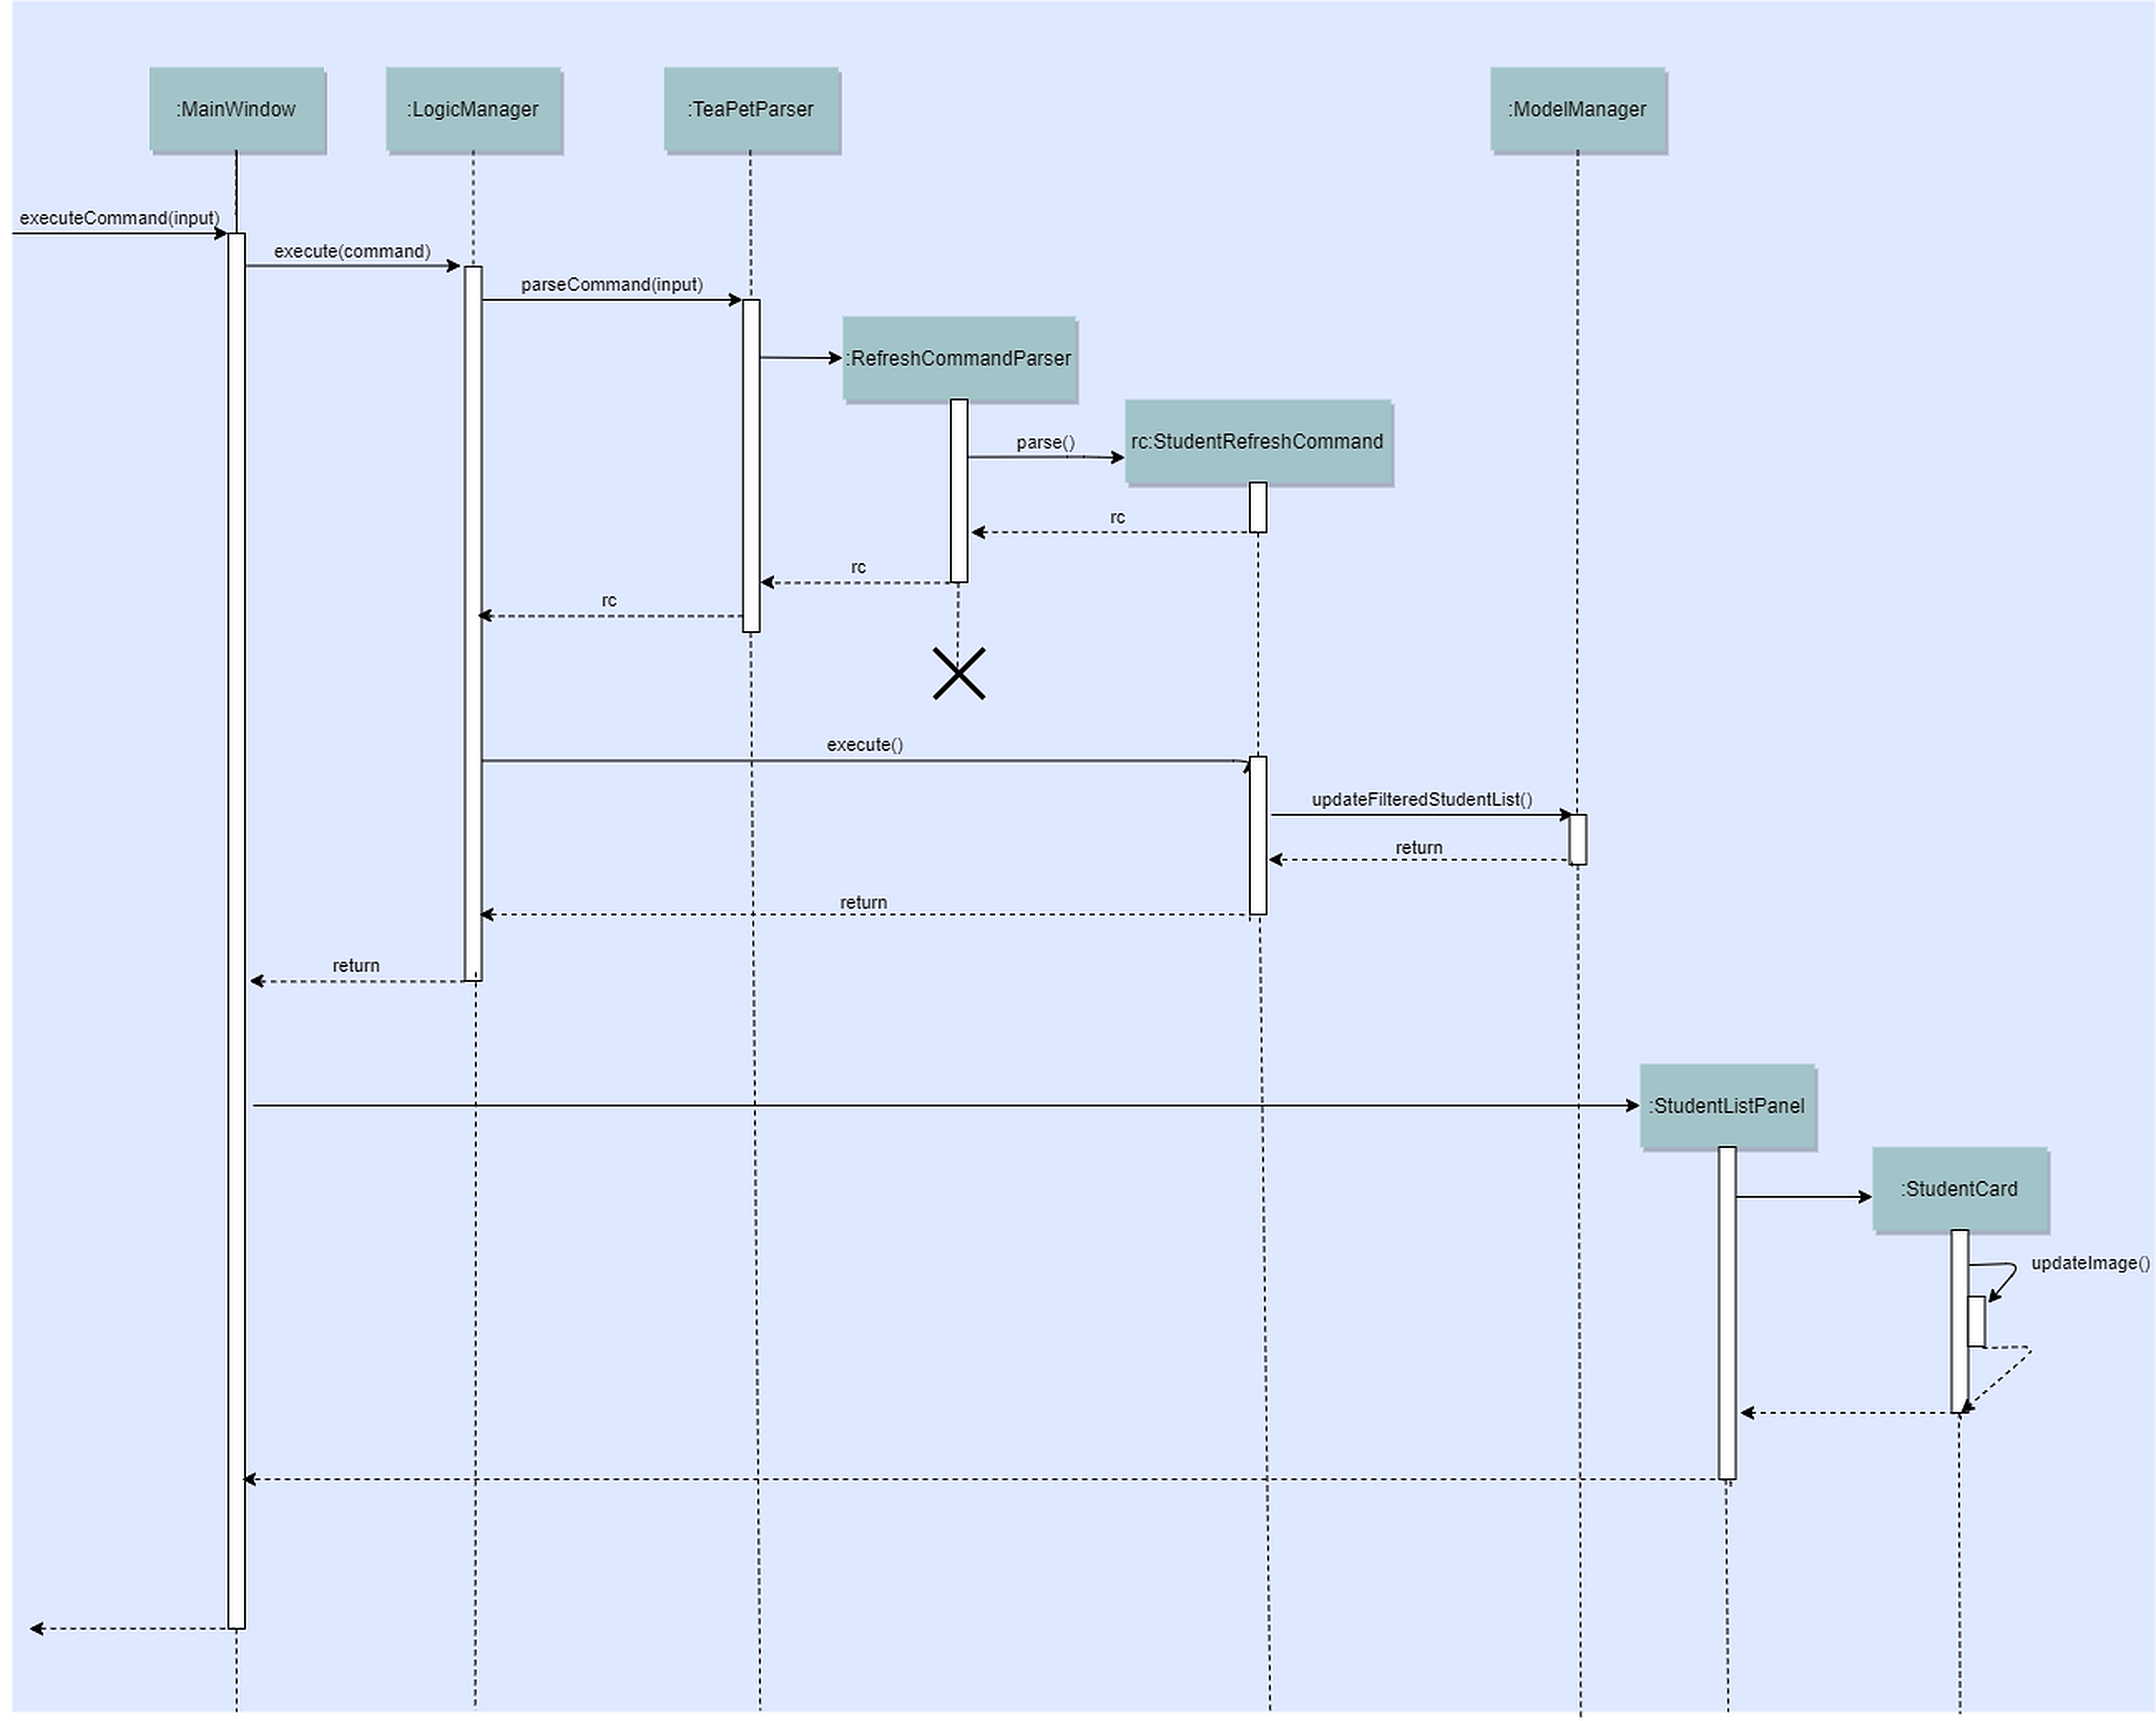 :MainWindow
:LogicManager
:TeaPetParser
:ModelManager
executeCommand(input)
execute(command)
parseCommand(input)
:RefreshCommandParser
parse()
rc:StudentRefreshCommand
rc
rc
rc
execute()
updateFilteredStudentList()
return
return
return
:StudentListPanel
:StudentCard
updateImage()